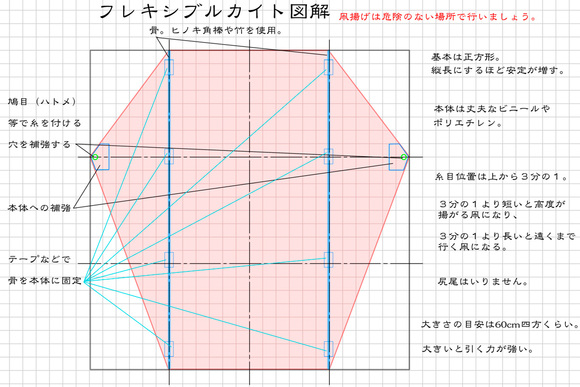 フレキシブルカイト図解
凧揚げは危険のない場所で行いましょう。
骨。ヒノキ角棒や竹を使用。
鳩目（ハトメ）
等で糸を付ける
穴を補強する
本体への補強
テープなどで
骨を本体に固定
基本は正方形。
縦長にするほど安定が増す。
本体は丈夫なビニールや
ポリエチレン。
糸目位置は上から３分の１。
３分の１より短いと高度が
揚がる凧になり、
３分の１より長いと遠くまで
行く凧になる。
尻尾はいりません。
大きさの目安は60cm四方くらい。
大きいと引く力が強い。